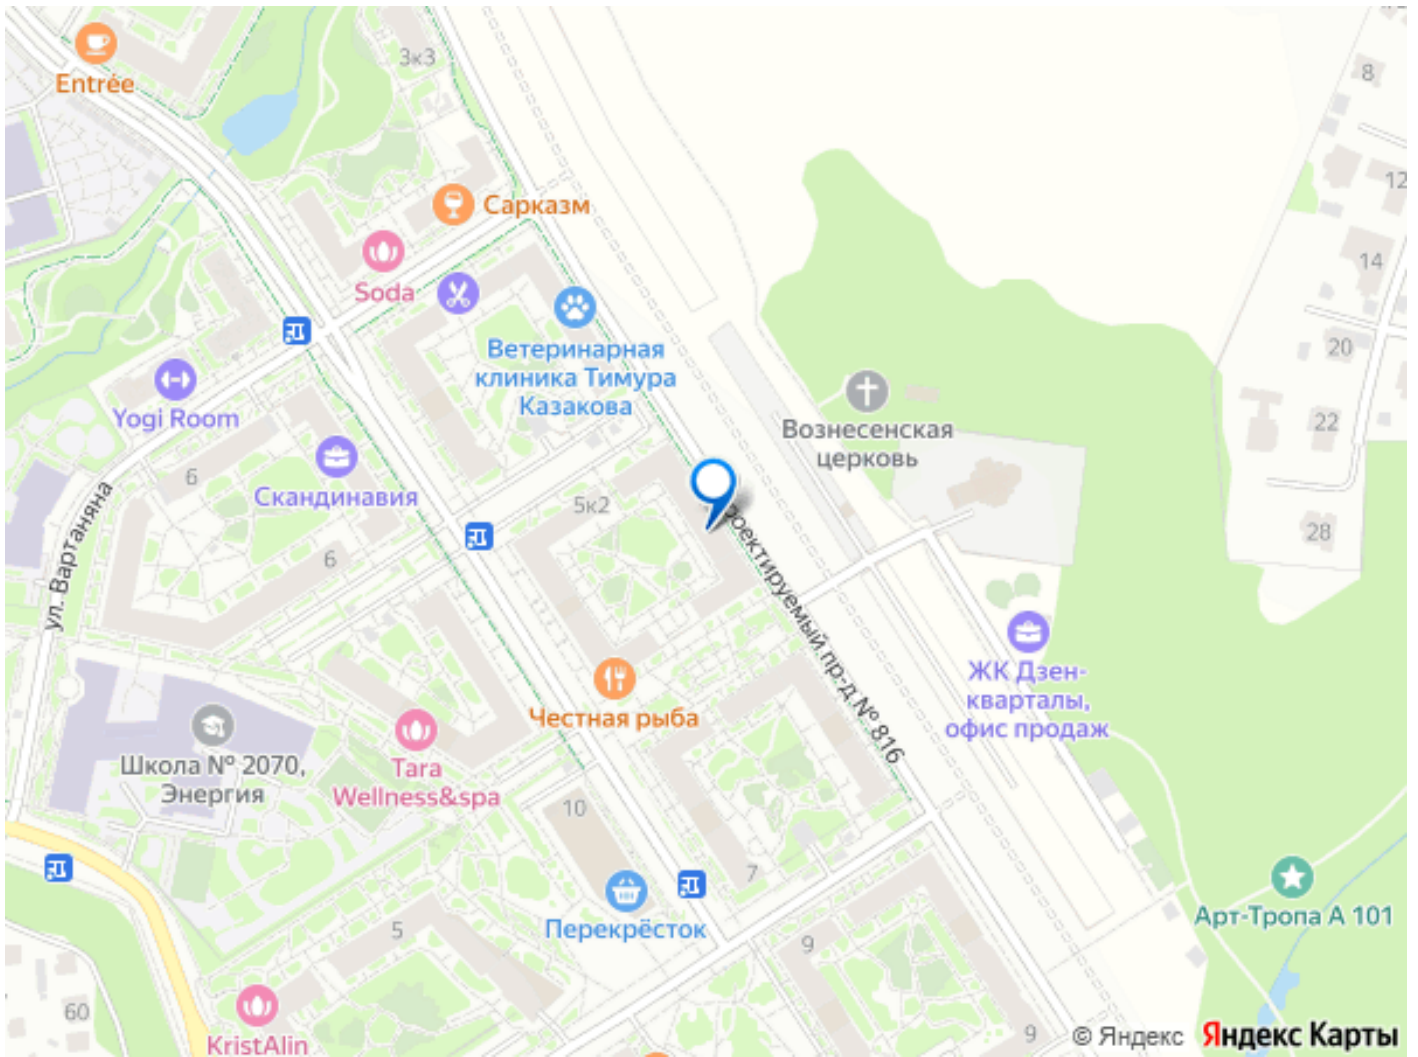 Entrée
3к3
8
12
Сарказм
14
Soda
20
Ветеринарная
клиника Тимура
Казакова
Yogi Room
22
Вознесенская
церковь
6
Скандинавия
5к2
28
ул. Вартаняна
6
роектируемый пр-д № 816
ЖК Дзен-
кварталы,
офис продаж
Честная рыба
Школа № 2070,
Энергия
Tara
Wellness&spa
10
7
Перекрёсток
Арт-Тропа А 101
5
9
60
9
KristAlin
© Яндекс Яндекс Карты